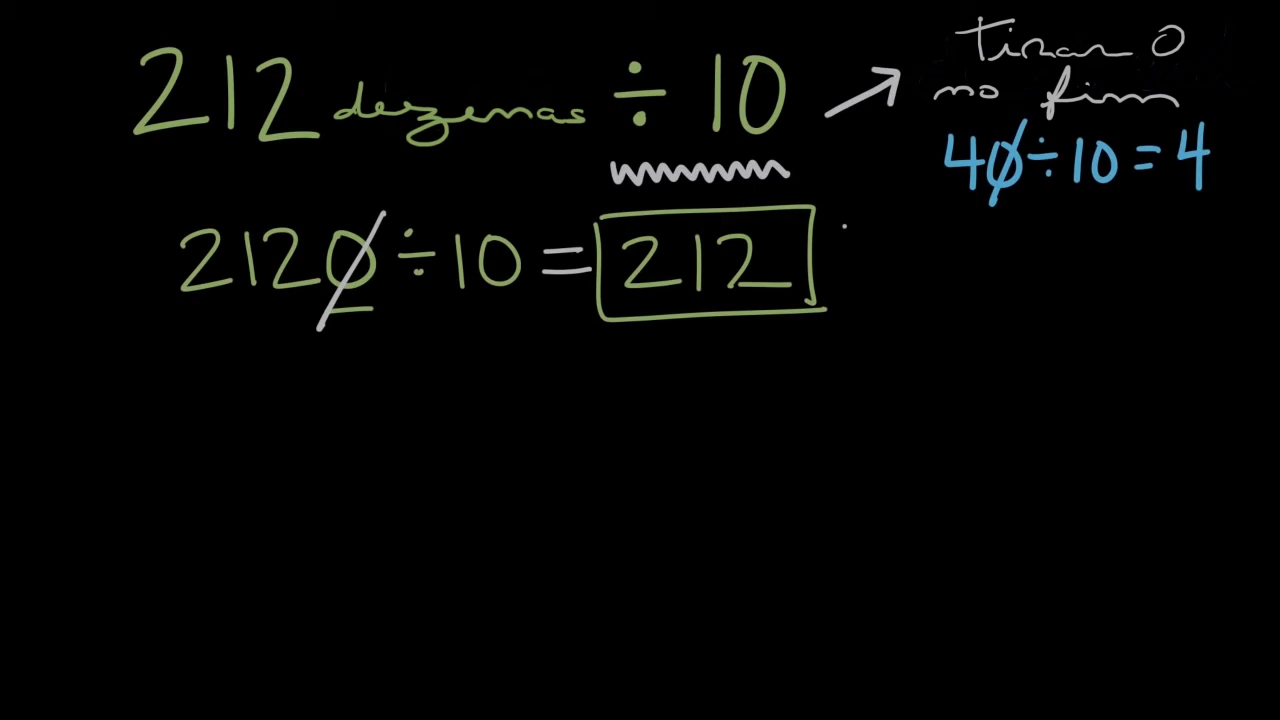 212 dezenas ÷ 10
tirar 0
no fim
40 ÷ 10 = 4
2120 ÷ 10 = 212